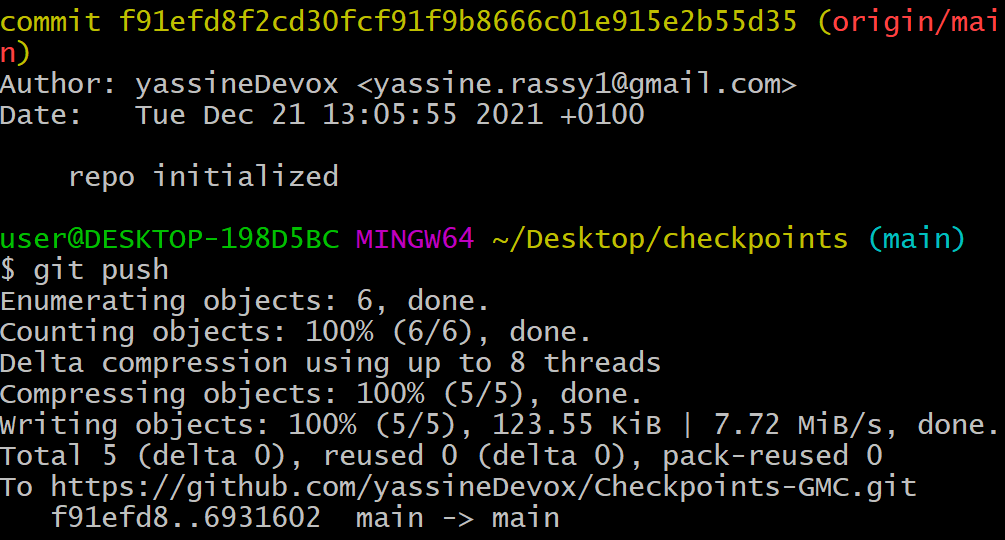 commit f91efd8f2cd30fcf91f9b8666c01e915e2b55d35 (origin/mai
n)
Author: yassineDevox <yassine.rassy1@gmail.com>
Date:   Tue Dec 21 13:05:55 2021 +0100
    repo initialized
user@DESKTOP-198D5BC MINGW64 ~/Desktop/checkpoints (main)
$ git push
Enumerating objects: 6, done.
Counting objects: 100% (6/6), done.
Delta compression using up to 8 threads
Compressing objects: 100% (5/5), done.
Writing objects: 100% (5/5), 123.55 KiB | 7.72 MiB/s, done.
Total 5 (delta 0), reused 0 (delta 0), pack-reused 0
To https://github.com/yassineDevox/Checkpoints-GMC.git
   f91efd8..6931602  main -> main